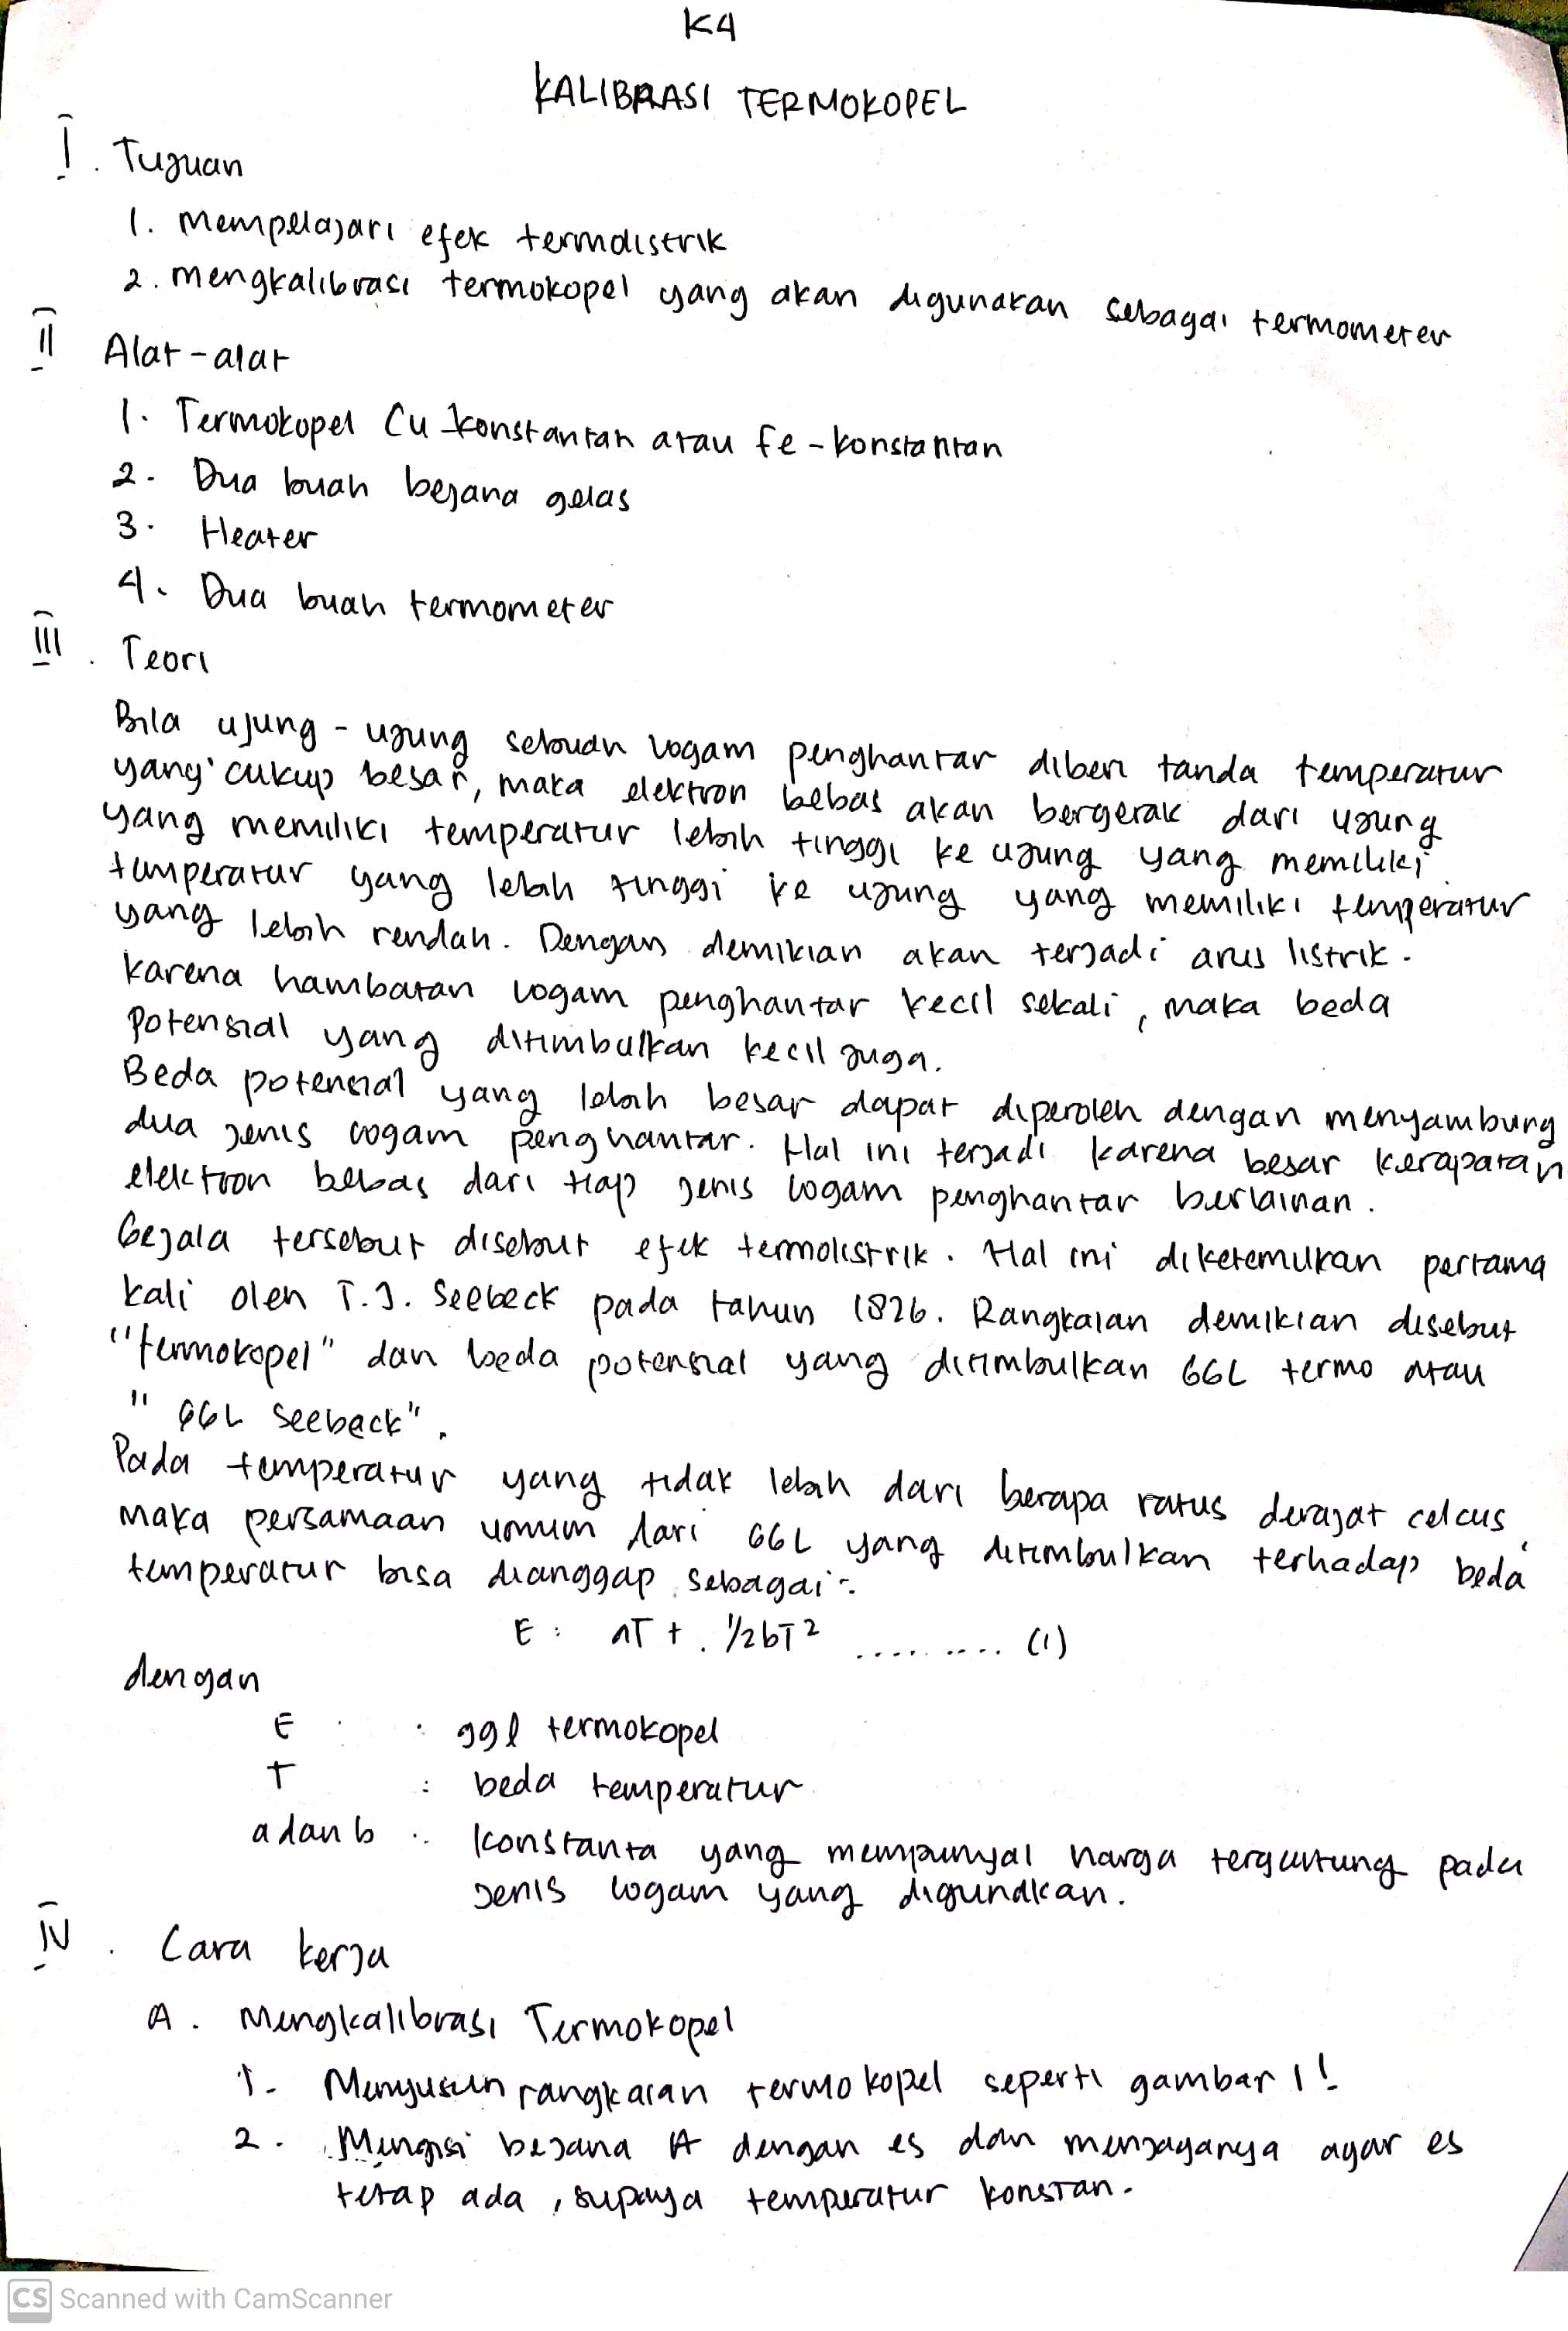 K4
KALIBRASI TERMOKOPEL
I. Tujuan
1. Mempelajari efek termolistrik
2. mengkalibrasi termokopel yang akan digunakan sebagai termometer
II Alat-alat
1. Termokopel Cu konstantan atau fe-konstantan
2. Dua buah bejana gelas
3. Heater
4. Dua buah termometer
III. Teori
Bila ujung-ujung sebuah logam penghantar diberi tanda temperatur
yang cukup besar, maka elektron bebas akan bergerak dari ujung
yang memiliki temperatur lebih tinggi ke ujung yang memiliki
temperatur yang lebih tinggi ke ujung yang memiliki temperatur
yang lebih rendah. Dengan demikian akan terjadi arus listrik.
karena hambatan logam penghantar kecil sekali, maka beda
potensial yang ditimbulkan kecil juga.
Beda potensial yang lebih besar dapat diperoleh dengan menyambung
dua jenis logam penghantar. Hal ini terjadi karena besar kerapatan
elektron bebas dari tiap jenis logam penghantar berlainan.
Gejala tersebut disebut efek termolistrik. Hal ini diketemukan pertama
kali oleh T.J. Seebeck pada tahun 1826. Rangkaian demikian disebut
"termokopel" dan beda potensial yang ditimbulkan GGL termo atau
"GGL Seeback".
Pada temperatur yang tidak lebih dari berapa ratus derajat celcus,
maka persamaan umum dari GGL yang ditimbulkan terhadap beda
temperatur bisa dianggap sebagai:
E : aT + 1/2bT² ......... (1)
dengan
E : ggl termokopel
T : beda temperatur
a dan b : konstanta yang mempunyai harga tergantung pada
jenis logam yang digunakan.
IV. Cara kerja
A. Mengkalibrasi Termokopel
1. Menyusun rangkaian termokopel seperti gambar 1!
2. Mengisi bejana A dengan es dan menjaganya agar es
tetap ada, supaya temperatur konstan.
CS Scanned with CamScanner